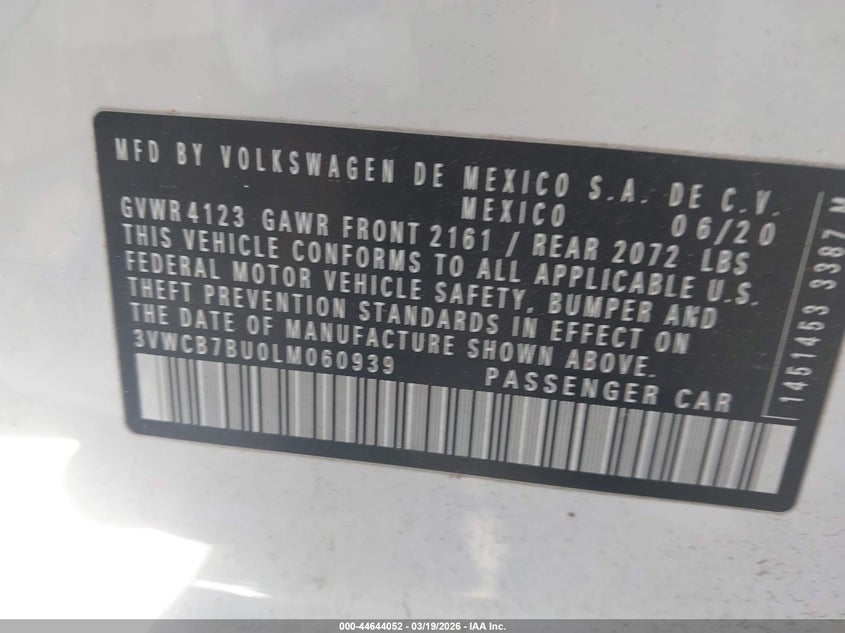 MFD BY VOLKSWAGEN DE MEXICO S.A. DE C.V.
MEXICO 06/20
GVWR 4123 GAWR FRONT 2161 / REAR 2072 LBS
THIS VEHICLE CONFORMS TO ALL APPLICABLE U.S.
FEDERAL MOTOR VEHICLE SAFETY, BUMPER AND
THEFT PREVENTION STANDARDS IN EFFECT ON
THE DATE OF MANUFACTURE SHOWN ABOVE.
3VWCB7BU0LM060939 PASSENGER CAR
1451453 3387 M
000-44644052 — 03/19/2026 — IAA Inc.